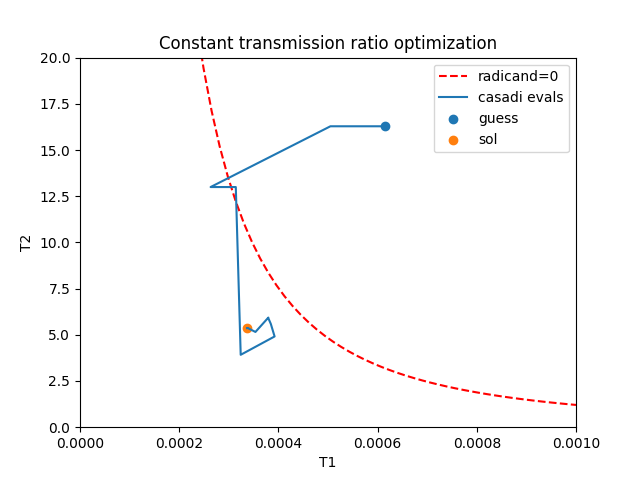 Constant transmission ratio optimization
radicand=0
casadi evals
guess
sol
20.0
17.5
15.0
12.5
10.0
7.5
5.0
2.5
0.0
T2
0.0000 0.0002 0.0004 0.0006 0.0008 0.0010
T1